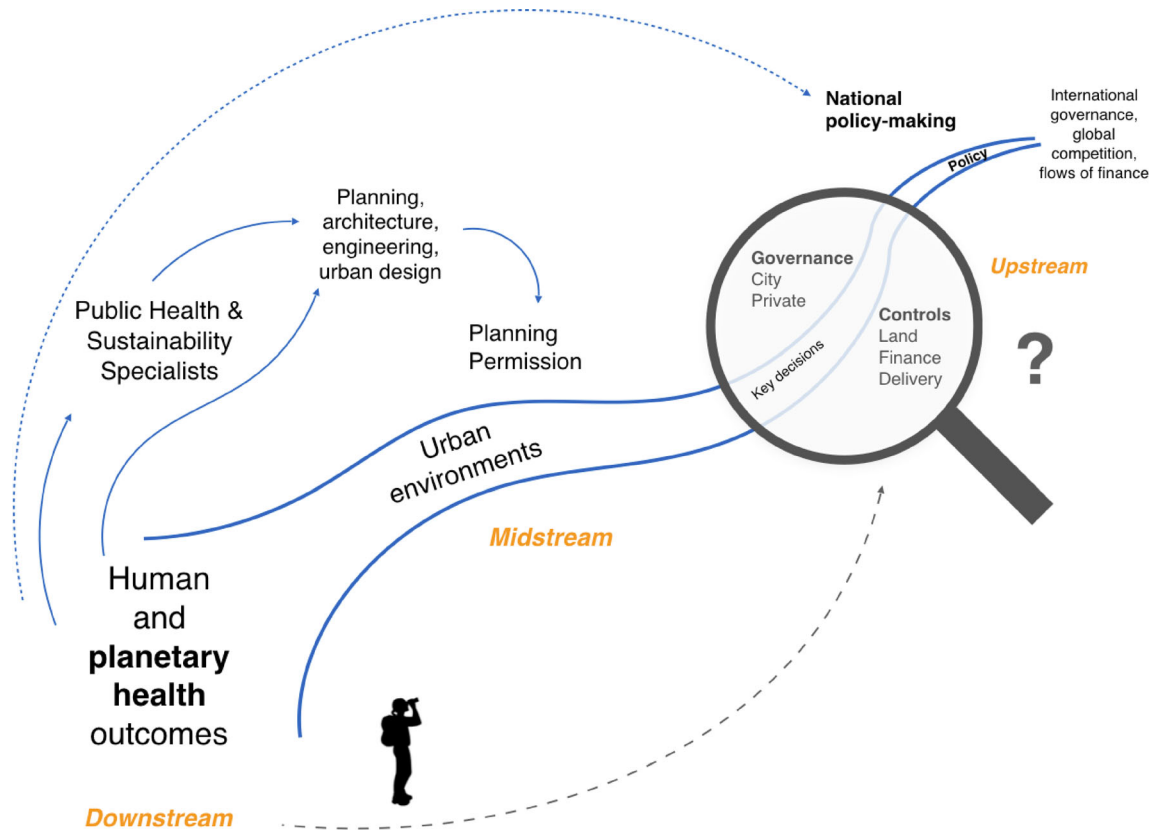 National
policy-making
International
governance,
global
competition,
flows of finance
Policy
Planning,
architecture,
engineering,
urban design
Governance
City
Private
Upstream
Public Health &
Sustainability
Specialists
Planning
Permission
Controls
Land
Finance
Delivery
?
Key decisions
Urban
environments
Midstream
Human
and
planetary
health
outcomes
Downstream